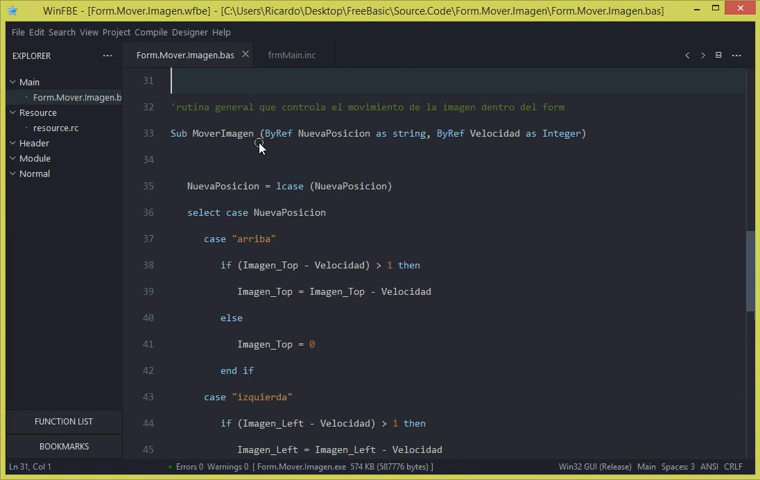 WinFBE - [Form.Mover.Imagen.wfbe] - [C:\Users\Ricardo\Desktop\FreeBasic\Source.Code\Form.Mover.Imagen\Form.Mover.Imagen.bas]
File Edit Search View Project Compile Designer Help
EXPLORER
Form.Mover.Imagen.bas
frmMain.inc
Main
Form.Mover.Imagen.b
Resource
resource.rc
Header
Module
Normal
FUNCTION LIST
BOOKMARKS
31
32 'rutina general que controla el movimiento de la imagen dentro del form
33 Sub MoverImagen (ByRef NuevaPosicion as string, ByRef Velocidad as Integer)
34
35 NuevaPosicion = lcase (NuevaPosicion)
36 select case NuevaPosicion
37 case "arriba"
38 if (Imagen_Top - Velocidad) > 1 then
39 Imagen_Top = Imagen_Top - Velocidad
40 else
41 Imagen_Top = 0
42 end if
43 case "izquierda"
44 if (Imagen_Left - Velocidad) > 1 then
45 Imagen_Left = Imagen_Left - Velocidad
Ln 31, Col 1
Errors 0 Warnings 0 [ Form.Mover.Imagen.exe 574 KB (587776 bytes) ]
Win32 GUI (Release) Main Spaces: 3 ANSI CRLF